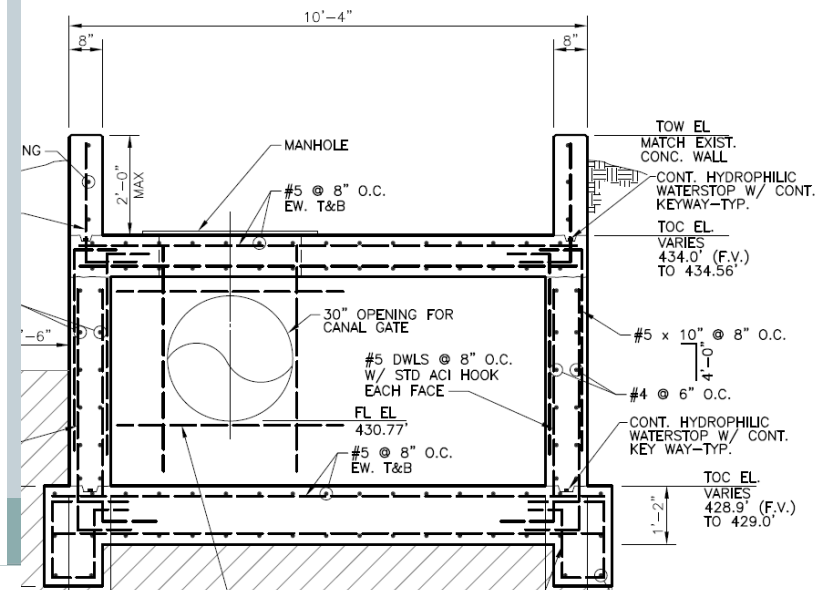 10'-4"
8"
8"
NG
2'-0"
MAX
MANHOLE
#5 @ 8" O.C.
EW. T&B
TOW EL
MATCH EXIST.
CONC. WALL
CONT. HYDROPHILIC
WATERSTOP W/ CONT.
KEYWAY-TYP.
TOC EL.
VARIES
434.0' (F.V.)
TO 434.56'
30" OPENING FOR
CANAL GATE
'-6"
#5 x 10" @ 8" O.C.
4'-0"
#5 DWLS @ 8" O.C.
W/ STD ACI HOOK
EACH FACE
#4 @ 6" O.C.
FL EL
430.77'
CONT. HYDROPHILIC
WATERSTOP W/ CONT.
KEY WAY-TYP.
#5 @ 8" O.C.
EW. T&B
TOC EL.
VARIES
428.9' (F.V.)
TO 429.0'
1'-2"